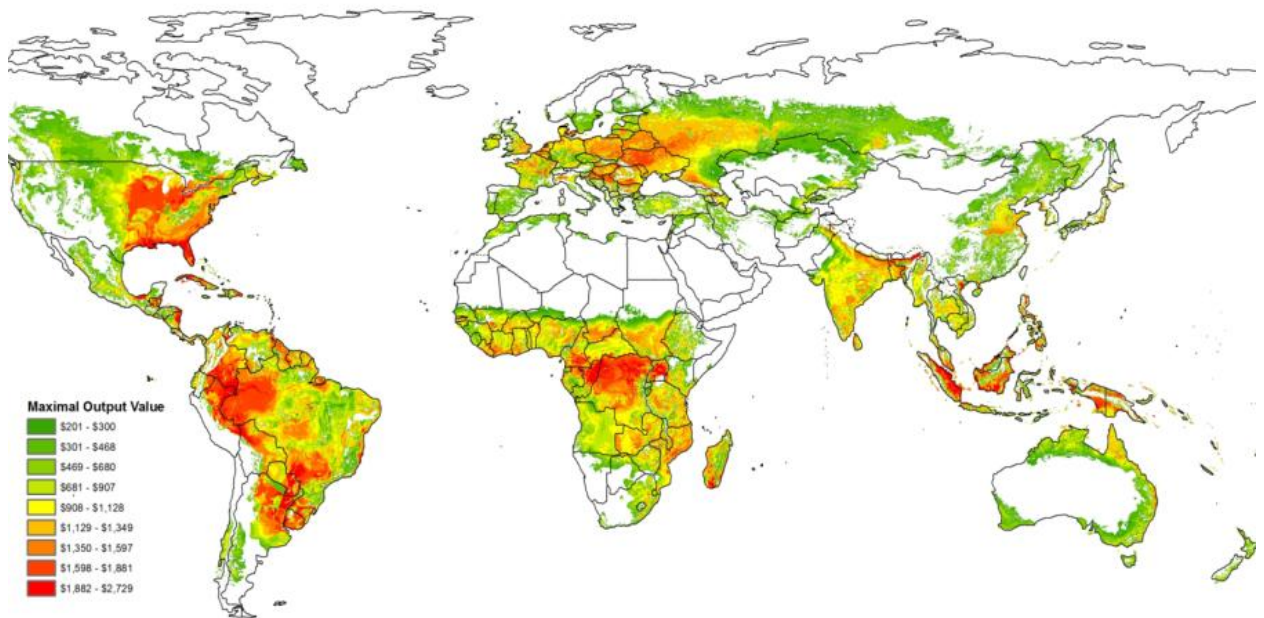 Maximal Output Value
$201 - $300
$301 - $468
$469 - $680
$681 - $907
$908 - $1,128
$1,129 - $1,349
$1,350 - $1,597
$1,598 - $1,881
$1,882 - $2,729